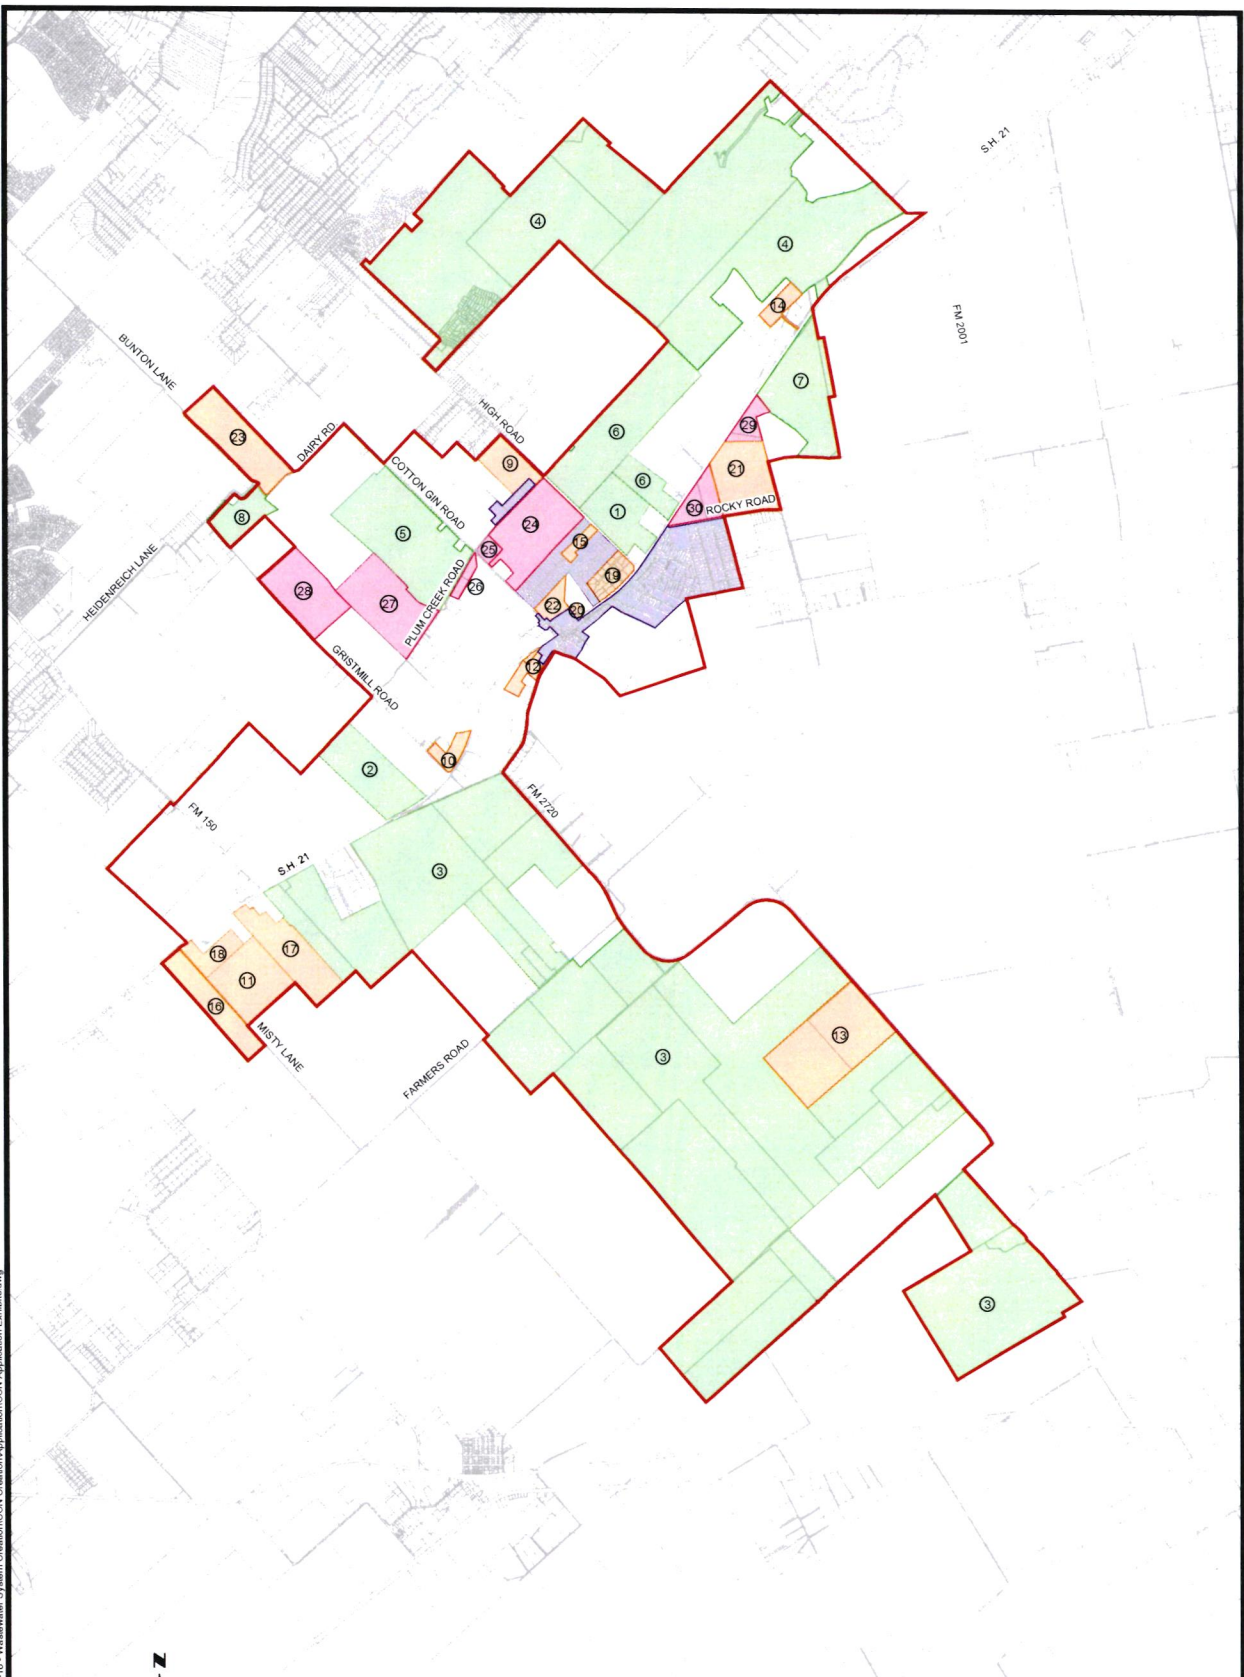 S.H. 21
④
④
⑭
FM 2001
BUNTON LANE
⑦
HIGH ROAD
㉙
㉓
DAIRY RD
⑥
COTTON GIN ROAD
⑨
㉑
⑥
㉚
ROCKY ROAD
⑧
①
㉔
⑤
⑮
㉕
HEIDENREICH LANE
⑲
㉖
㉘
PLUM CREEK ROAD
㉗
㉒
⑳
GRISTMILL ROAD
⑫
⑩
②
FM 2720
FM 150
S.H. 21
③
⑱
⑰
⑪
⑯
MISTY LANE
⑬
FARMERS ROAD
③
③
Z